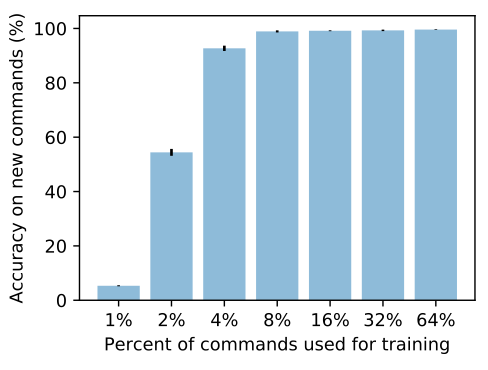 Accuracy on new commands (%)
100
80
60
40
20
0
1% 2% 4% 8% 16% 32% 64%
Percent of commands used for training